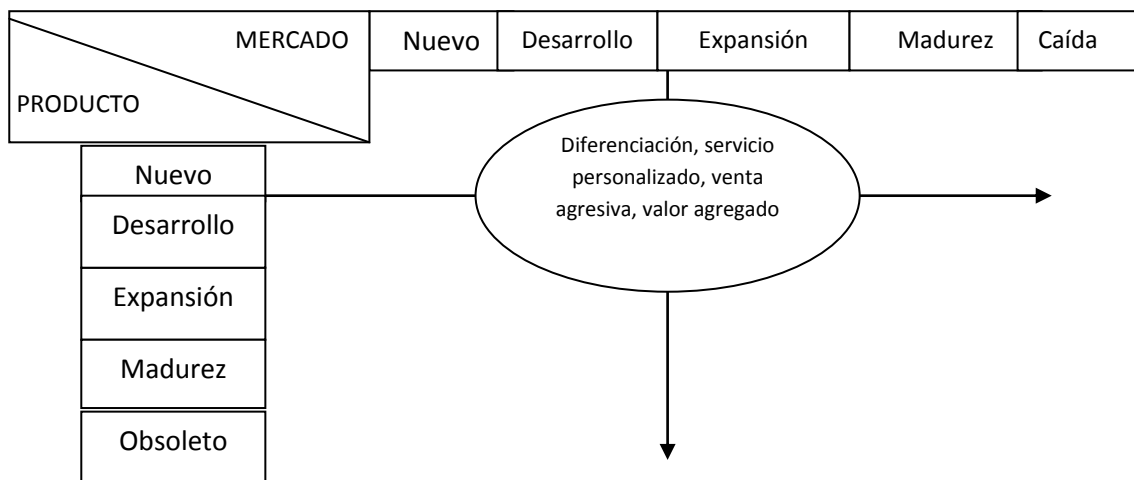 MERCADO
Nuevo
Desarrollo
Expansión
Madurez
Caída
PRODUCTO
Diferenciación, servicio
personalizado, venta
agresiva, valor agregado
Nuevo
Desarrollo
Expansión
Madurez
Obsoleto